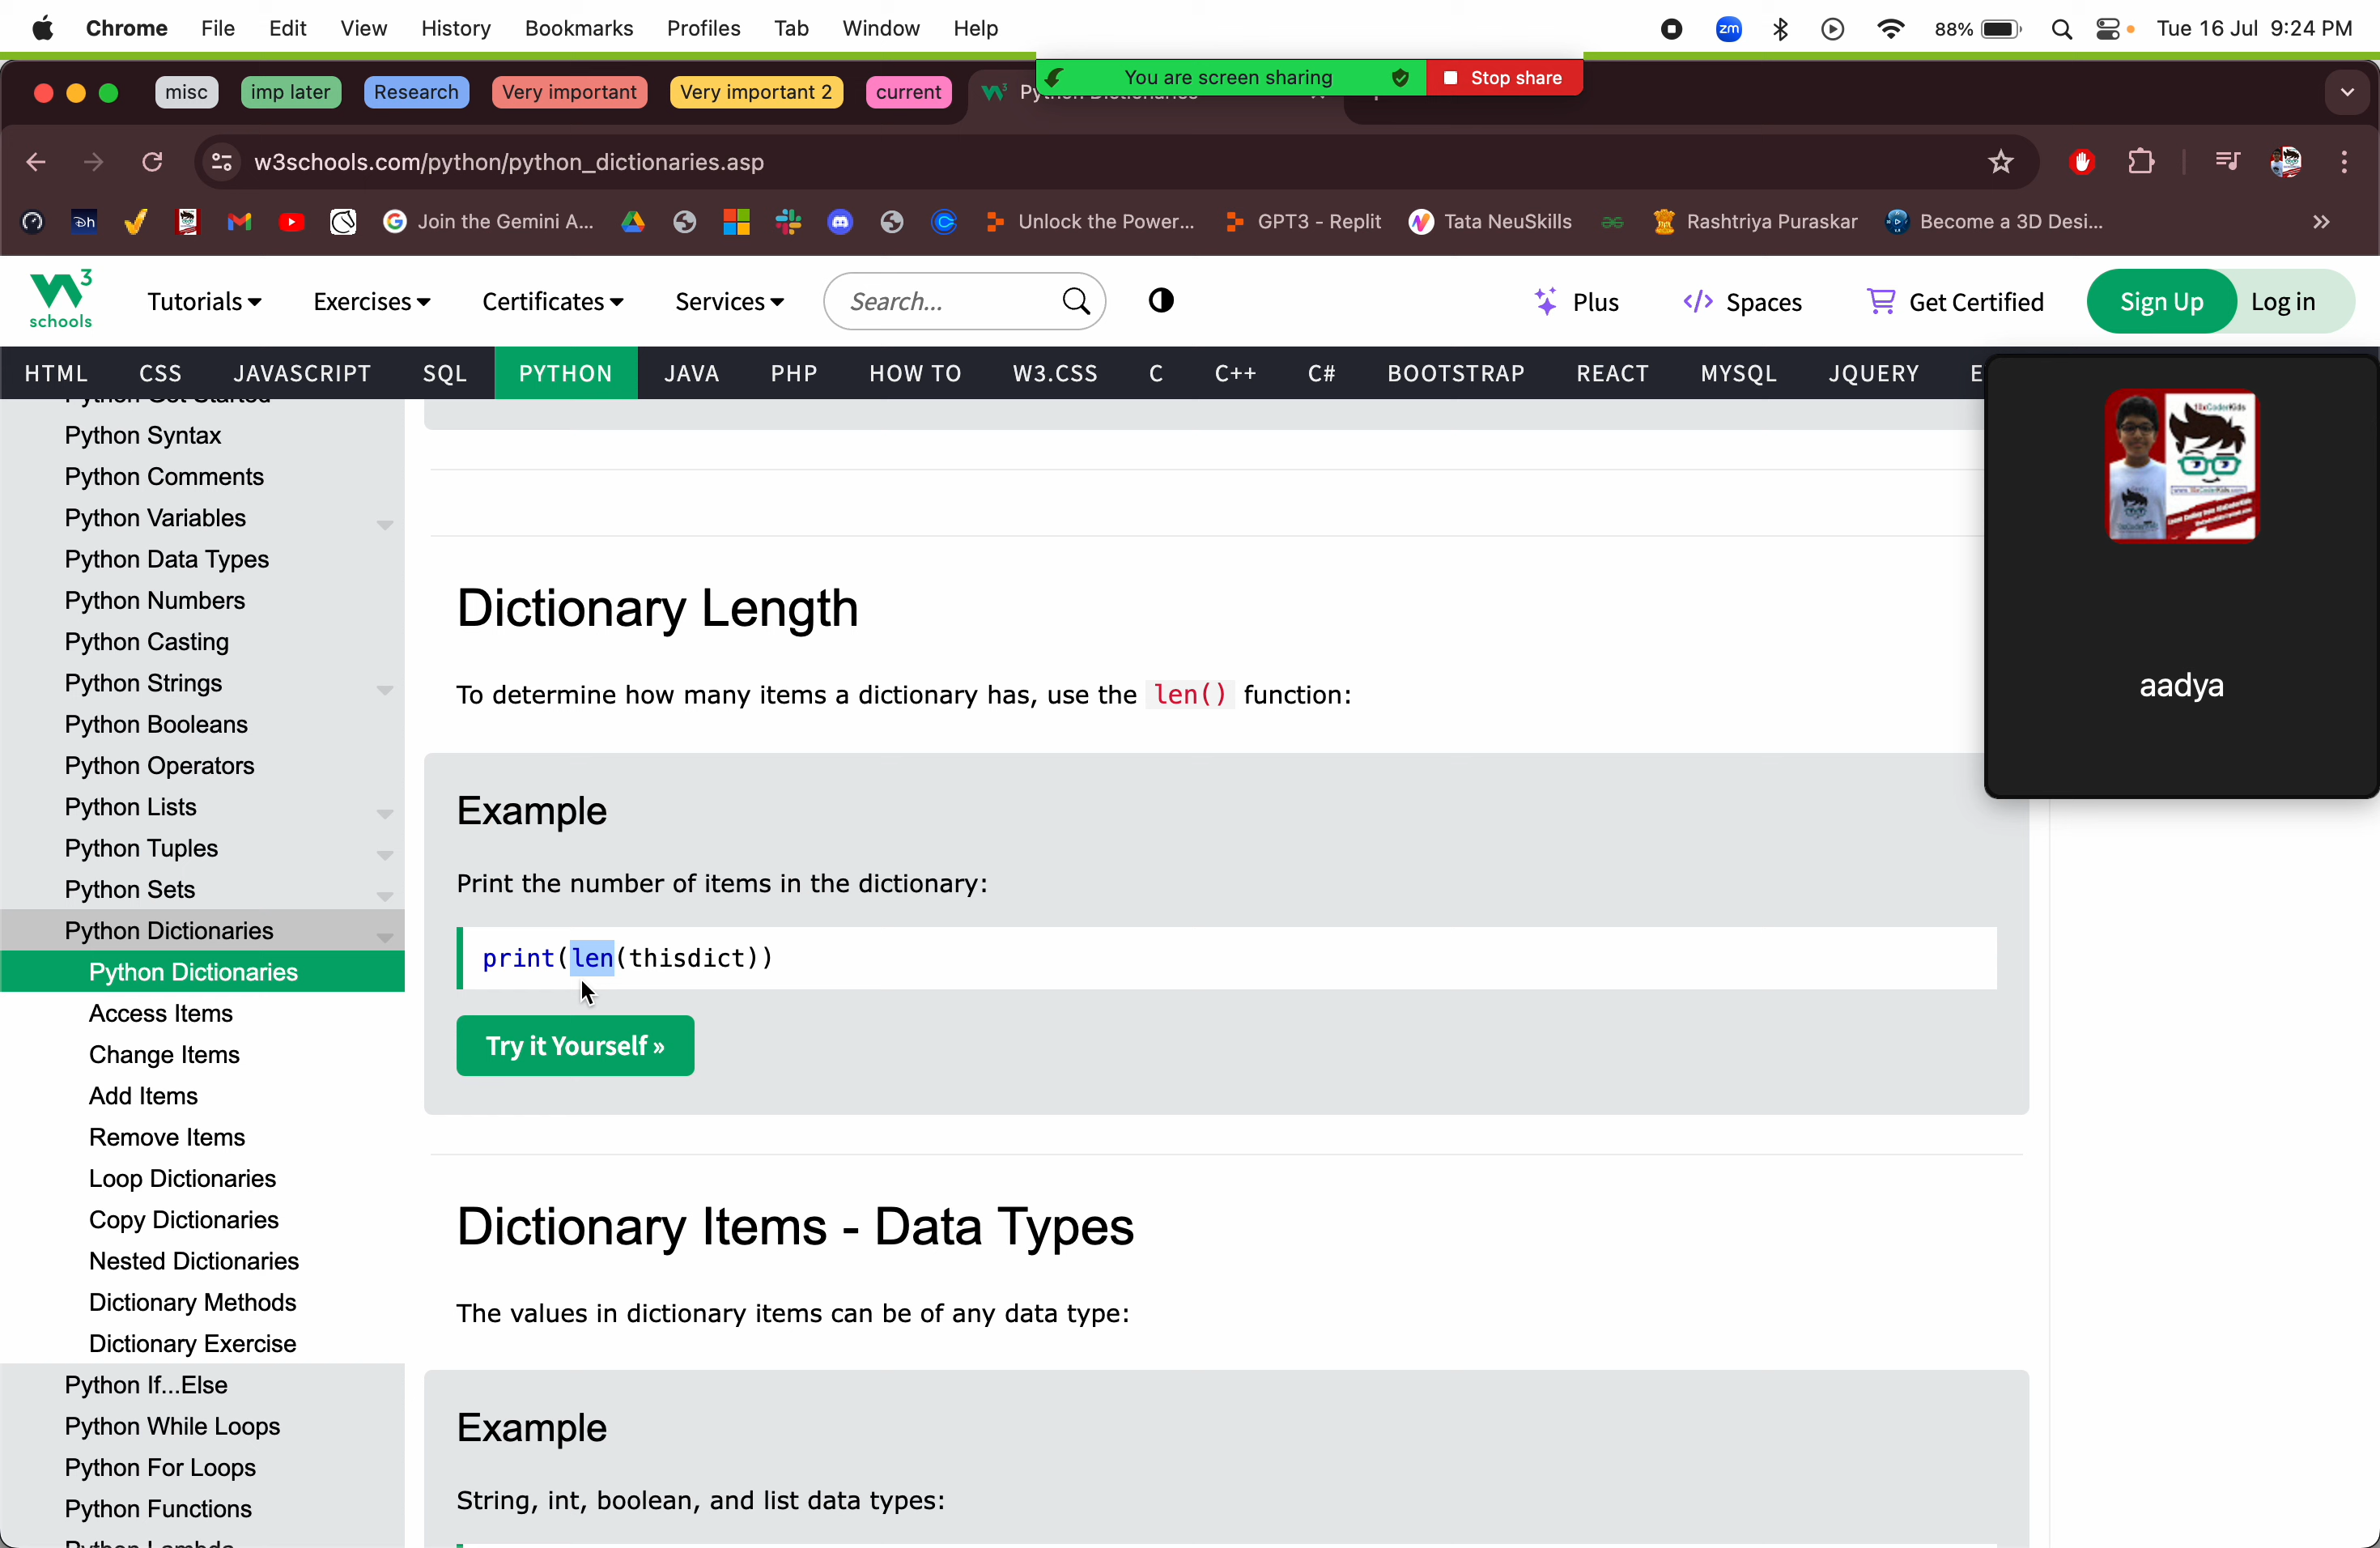 Chrome File Edit View History Bookmarks Profiles Tab Window Help zm 88% Tue 16 Jul 9:24 PM
misc imp later Research Very important Very important 2 current You are screen sharing Stop share
w3schools.com/python/python_dictionaries.asp
Join the Gemini A... Unlock the Power... GPT3 - Replit Tata NeuSkills Rashtriya Puraskar Become a 3D Desi...
W3 schools
Tutorials Exercises Certificates Services Search... Plus Spaces Get Certified Sign Up Log in
HTML CSS JAVASCRIPT SQL PYTHON JAVA PHP HOW TO W3.CSS C C++ C# BOOTSTRAP REACT MYSQL JQUERY E
Python Syntax
Python Comments
Python Variables
Python Data Types
Python Numbers
Python Casting
Python Strings
Python Booleans
Python Operators
Python Lists
Python Tuples
Python Sets
Python Dictionaries
Python Dictionaries
Access Items
Change Items
Add Items
Remove Items
Loop Dictionaries
Copy Dictionaries
Nested Dictionaries
Dictionary Methods
Dictionary Exercise
Python If...Else
Python While Loops
Python For Loops
Python Functions
Dictionary Length
To determine how many items a dictionary has, use the len() function:
Example
Print the number of items in the dictionary:
print(len(thisdict))
Try it Yourself »
Dictionary Items - Data Types
The values in dictionary items can be of any data type:
Example
String, int, boolean, and list data types:
aadya